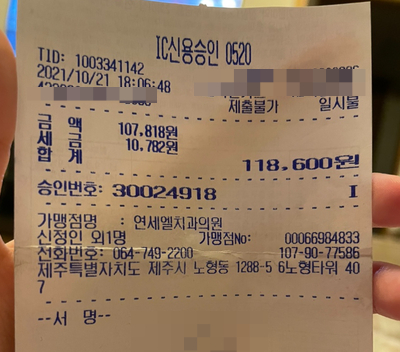 IC신용승인 0520
TID: 1003341142
2021/10/21 18:06:48
제출불가 일시불
금 액 107,818원
세 금 10,782원
합 계 118,600원
승인번호: 30024918 I
가맹점명 : 연세엘치과의원
신정인 외1명 가맹점No: 00066984833
전화번호: 064-749-2200 107-90-77586
제주특별자치도 제주시 노형동 1288-5 6노형타워 40
7
--서 명--